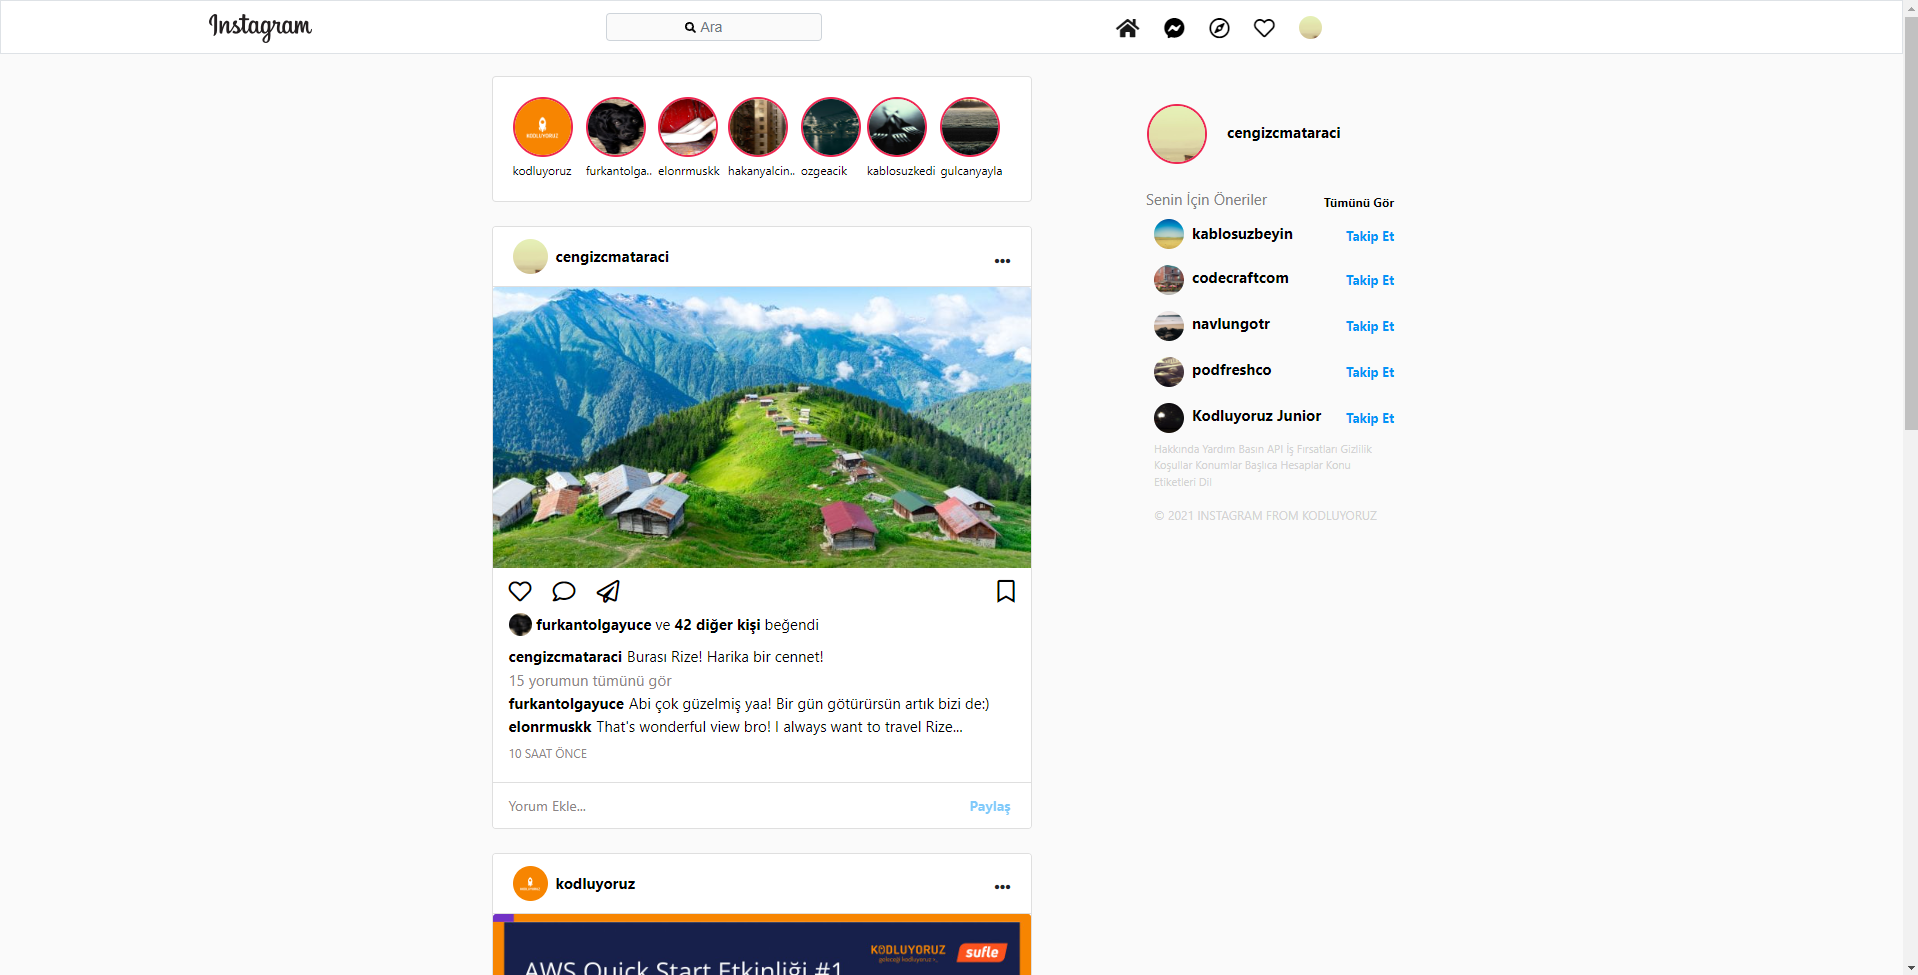 Instagram
Ara
kodluyoruz furkantolga.. elonrmuskk hakanyalcin.. ozgeacik kablosuzkedi gulcanyayla
cengizcmataraci
Senin İçin Öneriler Tümünü Gör
kablosuzbeyin Takip Et
codecraftcom Takip Et
navlungotr Takip Et
podfreshco Takip Et
Kodluyoruz Junior Takip Et
Hakkında Yardım Basın API İş Fırsatları Gizlilik
Koşullar Konumlar Başlıca Hesaplar Konu
Etiketleri Dil
© 2021 INSTAGRAM FROM KODLUYORUZ
cengizcmataraci
furkantolgayuce ve 42 diğer kişi beğendi
cengizcmataraci Burası Rize! Harika bir cennet!
15 yorumun tümünü gör
furkantolgayuce Abi çok güzelmiş yaa! Bir gün götürürsün artık bizi de:)
elonrmuskk That's wonderful view bro! I always want to travel Rize...
10 SAAT ÖNCE
Yorum Ekle... Paylaş
kodluyoruz
KODLUYORUZ sufle
AWS Quick Start Etkinliği #1